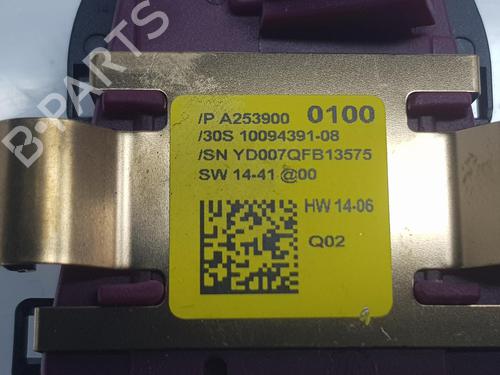 B-PARTS
/P A253900 0100
/30S 10094391-08
/SN YD007QFB13575
SW 14-41 @00
HW 14-06
Q02